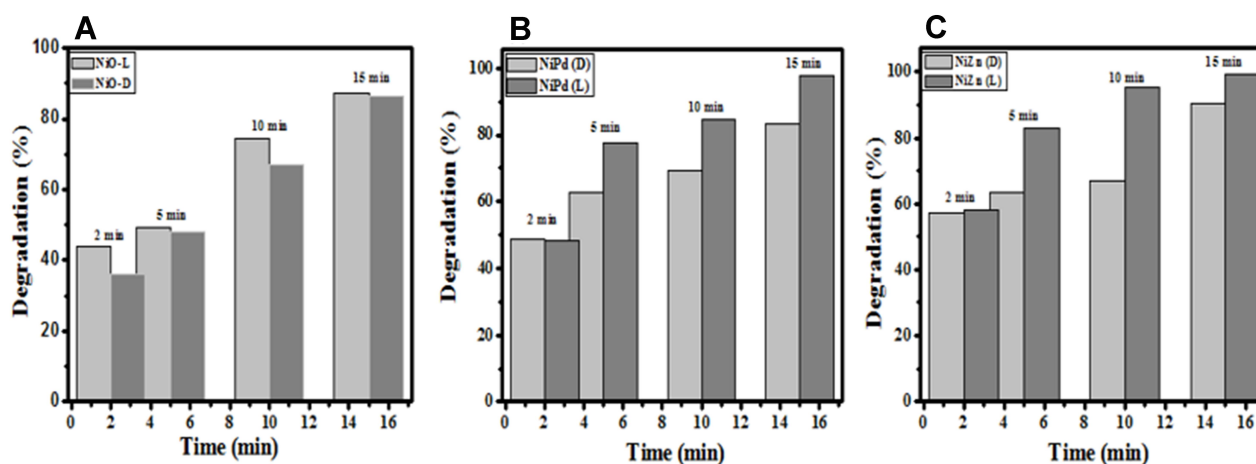 A
100
80
60
40
20
0
Degradation (%)
NiO-L
NiO-D
2 min
5 min
10 min
15 min
0 2 4 6 8 10 12 14 16
Time (min)
B
100
80
60
40
20
0
Degradation (%)
NiPd (D)
NiPd (L)
2 min
5 min
10 min
15 min
0 2 4 6 8 10 12 14 16
Time (min)
C
100
80
60
40
20
0
Degradation (%)
NiZn (D)
NiZn (L)
2 min
5 min
10 min
15 min
0 2 4 6 8 10 12 14 16
Time (min)